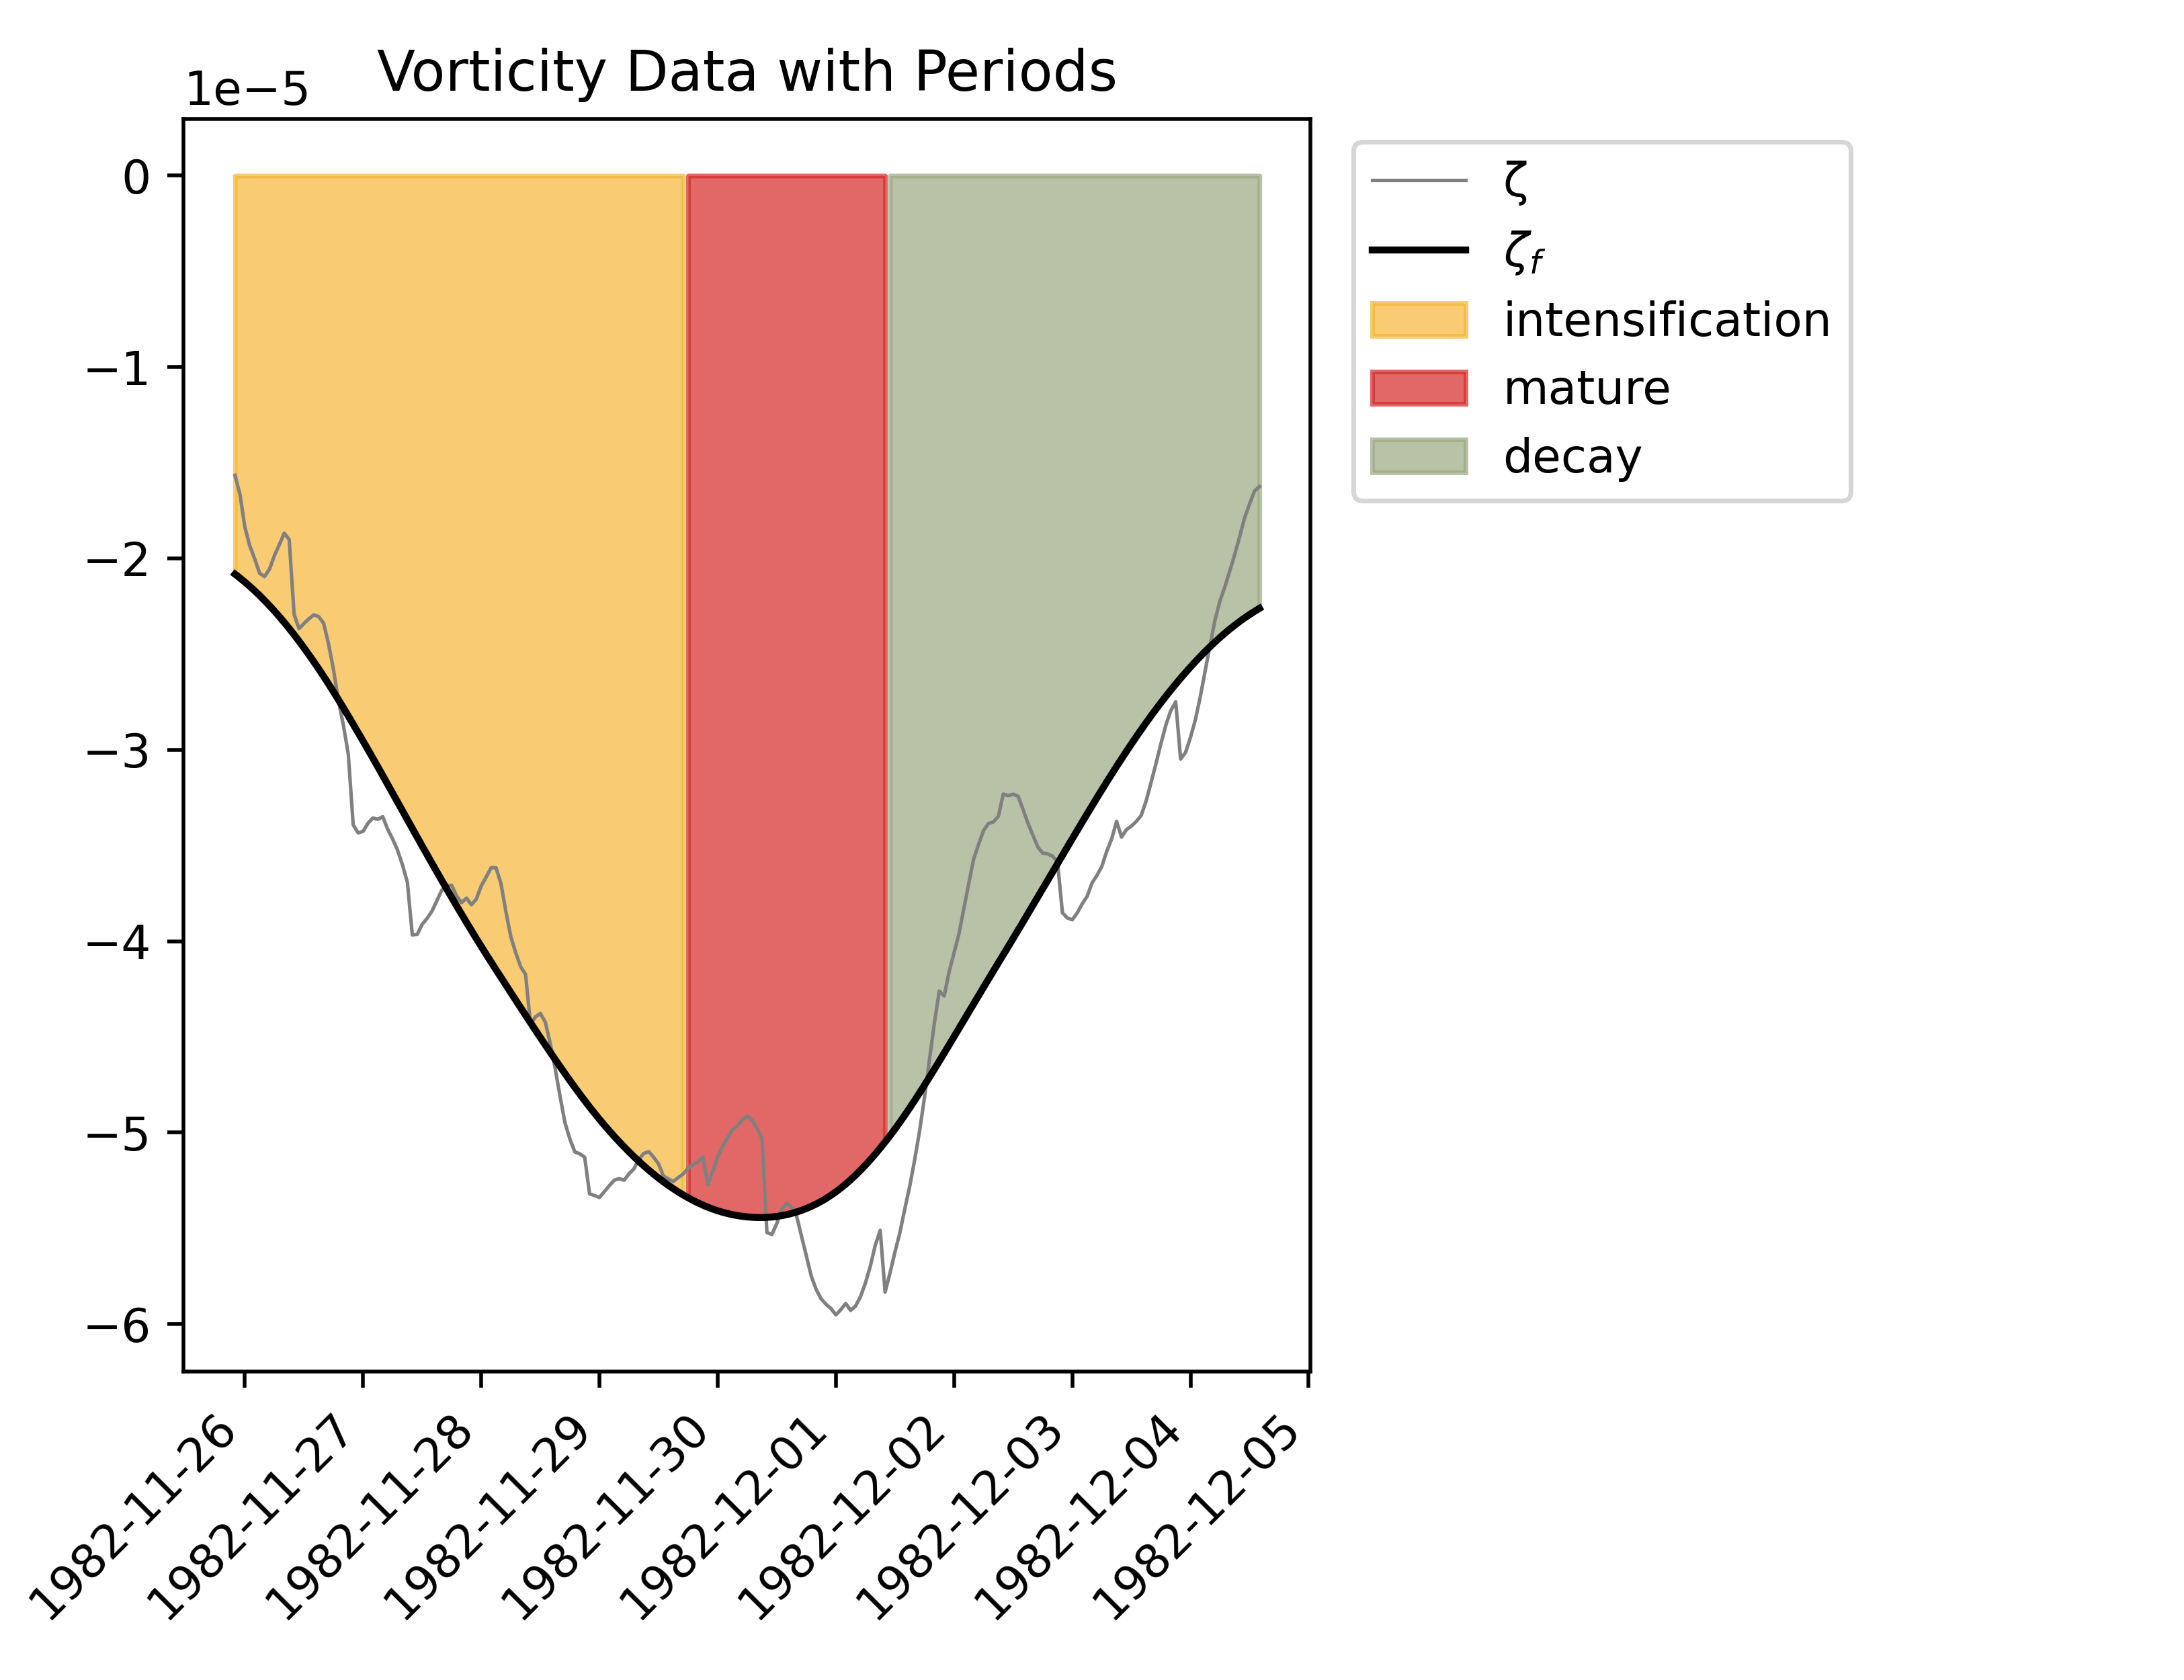 Vorticity Data with Periods
1e−5
0
−1
−2
−3
−4
−5
−6
1982-11-26
1982-11-27
1982-11-28
1982-11-29
1982-11-30
1982-12-01
1982-12-02
1982-12-03
1982-12-04
1982-12-05
ζ
ζf
intensification
mature
decay